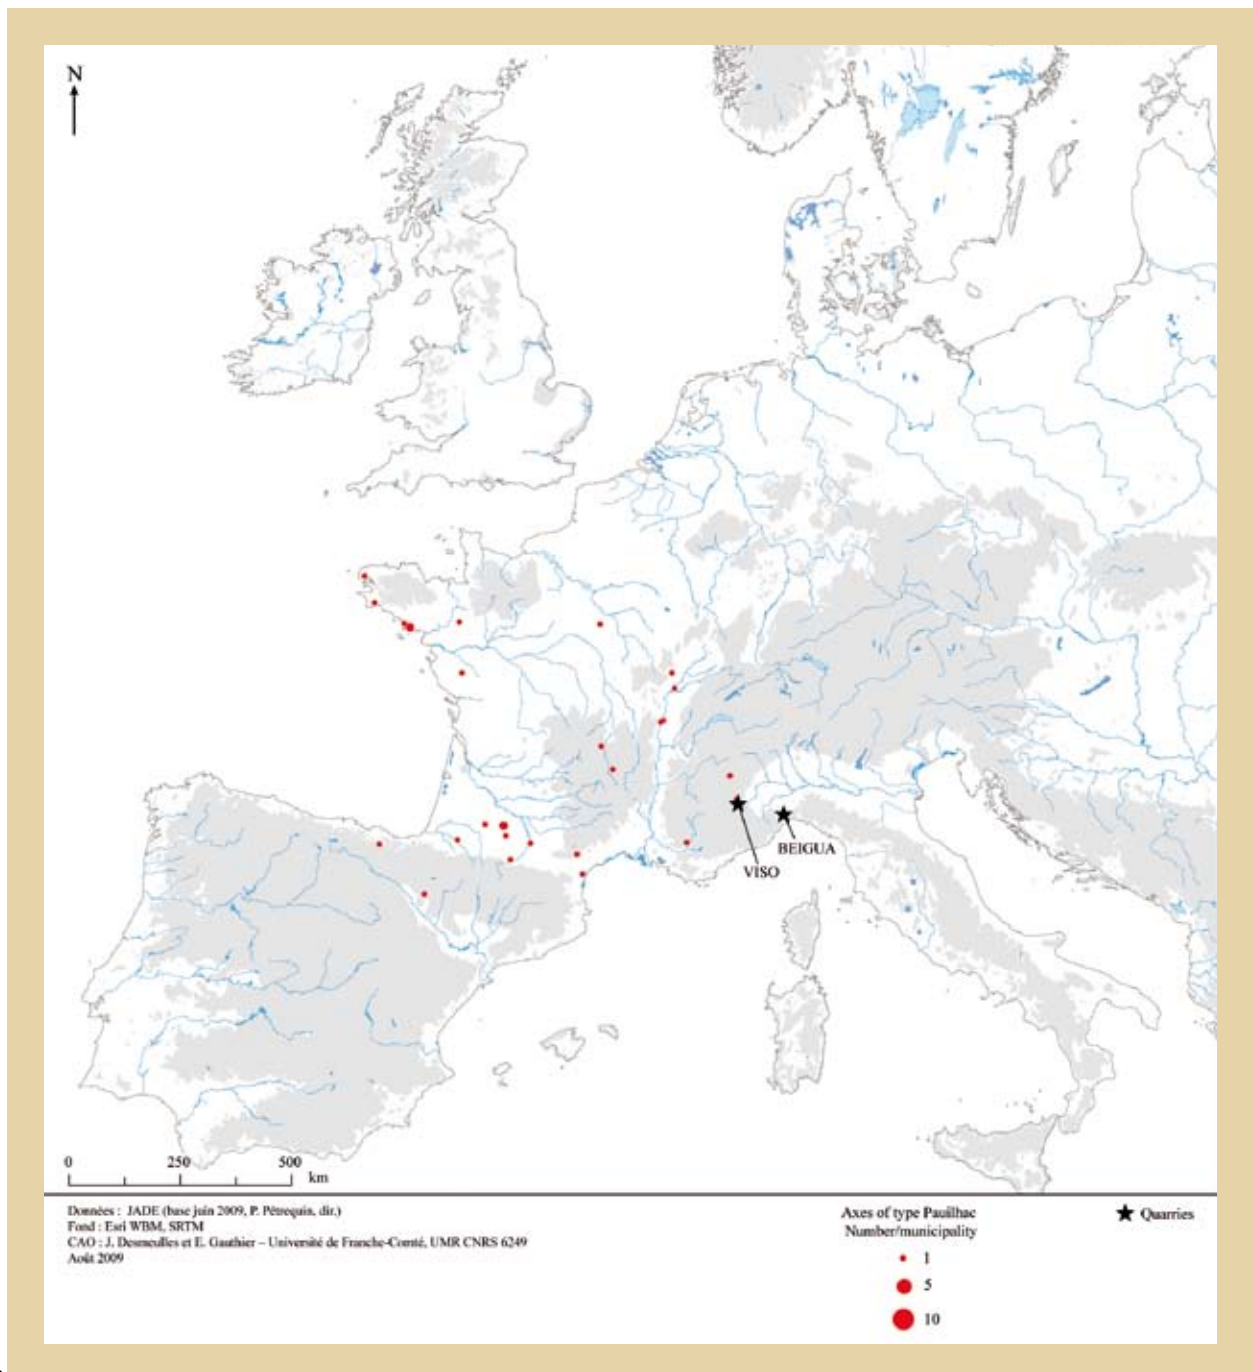 N
BEIGUA
VISO
0 250 500
km
Données : JADE (base juin 2009, P. Pétrequin, dir.)
Fond : Esri WBM, SRTM
CAO : J. Desmeulles et E. Gauthier – Université de Franche-Comté, UMR CNRS 6249
Août 2009
Axes of type Pauilhac
Number/municipality
1
5
10
Quarries